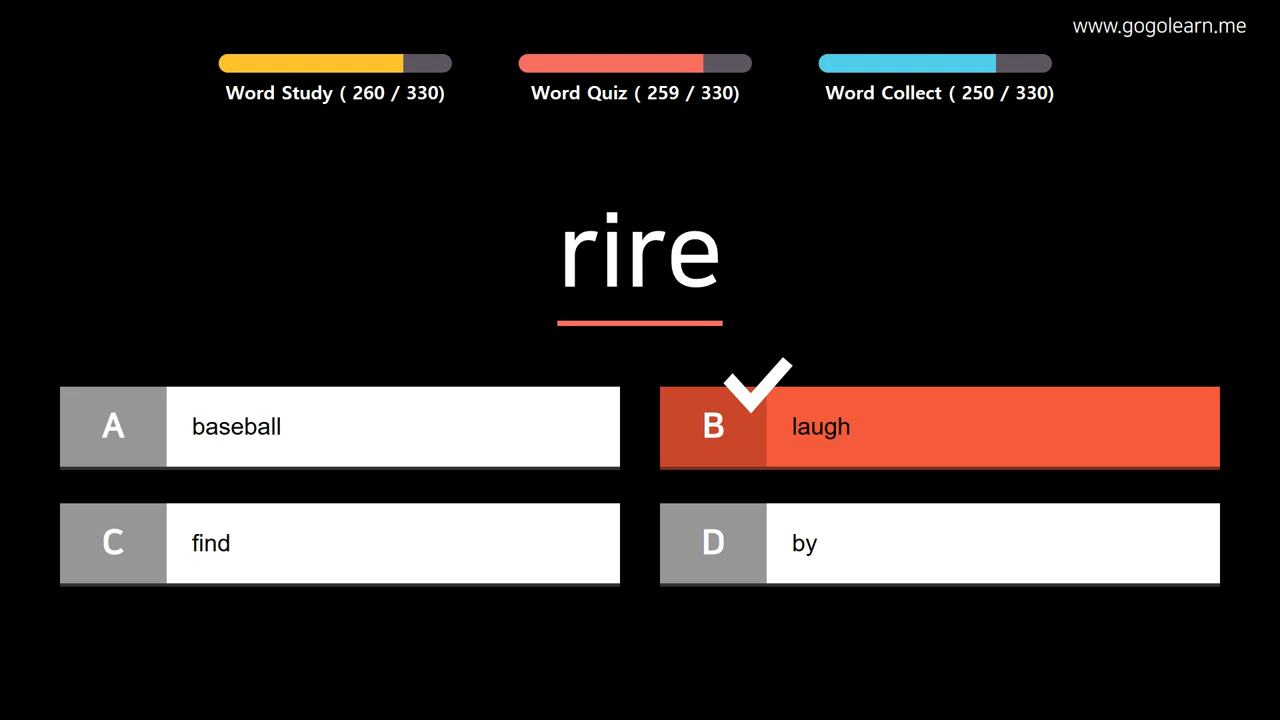 www.gogolearn.me
Word Study ( 260 / 330)
Word Quiz ( 259 / 330)
Word Collect ( 250 / 330)
rire
A baseball
B laugh
C find
D by